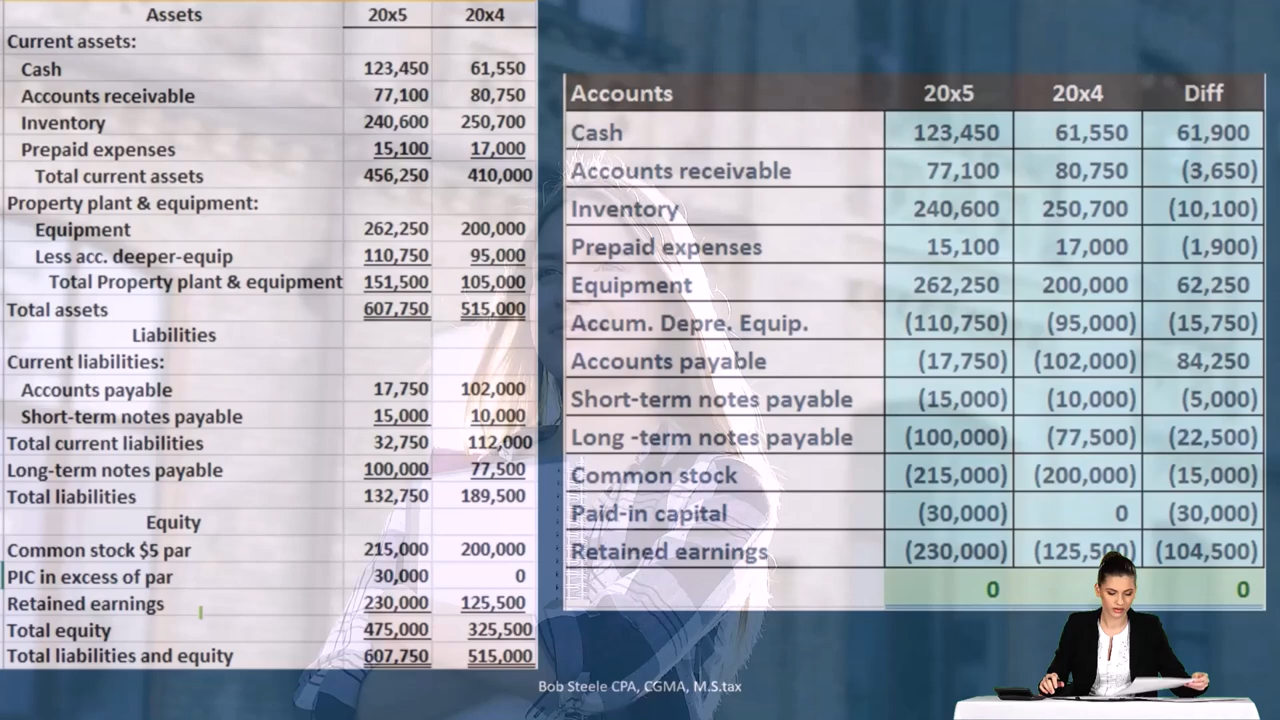 Assets 20x5 20x4
Current assets:
Cash 123,450 61,550
Accounts receivable 77,100 80,750
Inventory 240,600 250,700
Prepaid expenses 15,100 17,000
Total current assets 456,250 410,000
Property plant & equipment:
Equipment 262,250 200,000
Less acc. deeper-equip 110,750 95,000
Total Property plant & equipment 151,500 105,000
Total assets 607,750 515,000
Liabilities
Current liabilities:
Accounts payable 17,750 102,000
Short-term notes payable 15,000 10,000
Total current liabilities 32,750 112,000
Long-term notes payable 100,000 77,500
Total liabilities 132,750 189,500
Equity
Common stock $5 par 215,000 200,000
PIC in excess of par 30,000 0
Retained earnings 230,000 125,500
Total equity 475,000 325,500
Total liabilities and equity 607,750 515,000
Accounts 20x5 20x4 Diff
Cash 123,450 61,550 61,900
Accounts receivable 77,100 80,750 (3,650)
Inventory 240,600 250,700 (10,100)
Prepaid expenses 15,100 17,000 (1,900)
Equipment 262,250 200,000 62,250
Accum. Depre. Equip. (110,750) (95,000) (15,750)
Accounts payable (17,750) (102,000) 84,250
Short-term notes payable (15,000) (10,000) (5,000)
Long -term notes payable (100,000) (77,500) (22,500)
Common stock (215,000) (200,000) (15,000)
Paid-in capital (30,000) 0 (30,000)
Retained earnings (230,000) (125,500) (104,500)
0 0
Bob Steele CPA, CGMA, M.S.tax